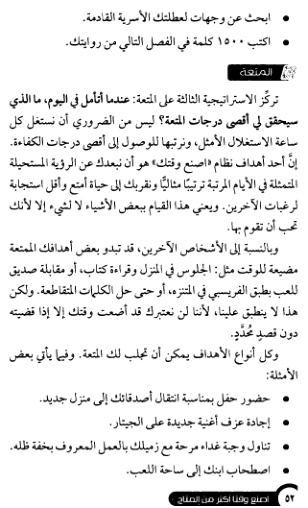 • ابحث عن وجهات لعطلتك الأسرية القادمة.
• اكتب ١٥٠٠ كلمة في الفصل التالي من روايتك.
المتعة
تركّز الاستراتيجية الثالثة على المتعة: عندما أتأمل في اليوم، ما الذي
سيحقق لي أقصى درجات المتعة؟ ليس من الضروري أن نستغل كل
ساعة الاستغلال الأمثل، ونرتبها للوصول إلى أقصى درجات الكفاءة.
إنَّ أحد أهداف نظام «اصنع وقتك» هو أن نبعدك عن الرؤية المستحيلة
المتمثلة في الأيام المرتبة ترتيبًا مثاليًّا ونقربك إلى حياة أمتع وأقل استجابة
لرغبات الآخرين. ويعني هذا القيام ببعض الأشياء لا لشيء إلا لأنك
تحب أن تقوم بها.
وبالنسبة إلى الأشخاص الآخرين، قد تبدو بعض أهدافك الممتعة
مضيعة للوقت مثل: الجلوس في المنزل وقراءة كتاب، أو مقابلة صديق
للعب بطبق الفريسبي في المتنزه، أو حتى حل الكلمات المتقاطعة. ولكن
هذا لا ينطبق علينا، لأننا لن نعتبرك قد أضعت وقتك إلا إذا قضيته
دون قصدٍ محُدَّدٍ.
وكل أنواع الأهداف يمكن أن تجلب لك المتعة. وفيما يأتي بعض
الأمثلة:
• حضور حفل بمناسبة انتقال أصدقائك إلى منزل جديد.
• إجادة عزف أغنية جديدة على الجيتار.
• تناول وجبة غداء مرحة مع زميلك بالعمل المعروف بخفة ظله.
• اصطحاب ابنك إلى ساحة اللعب.
٥٢ اصنع وقتا أكثر من المتاح